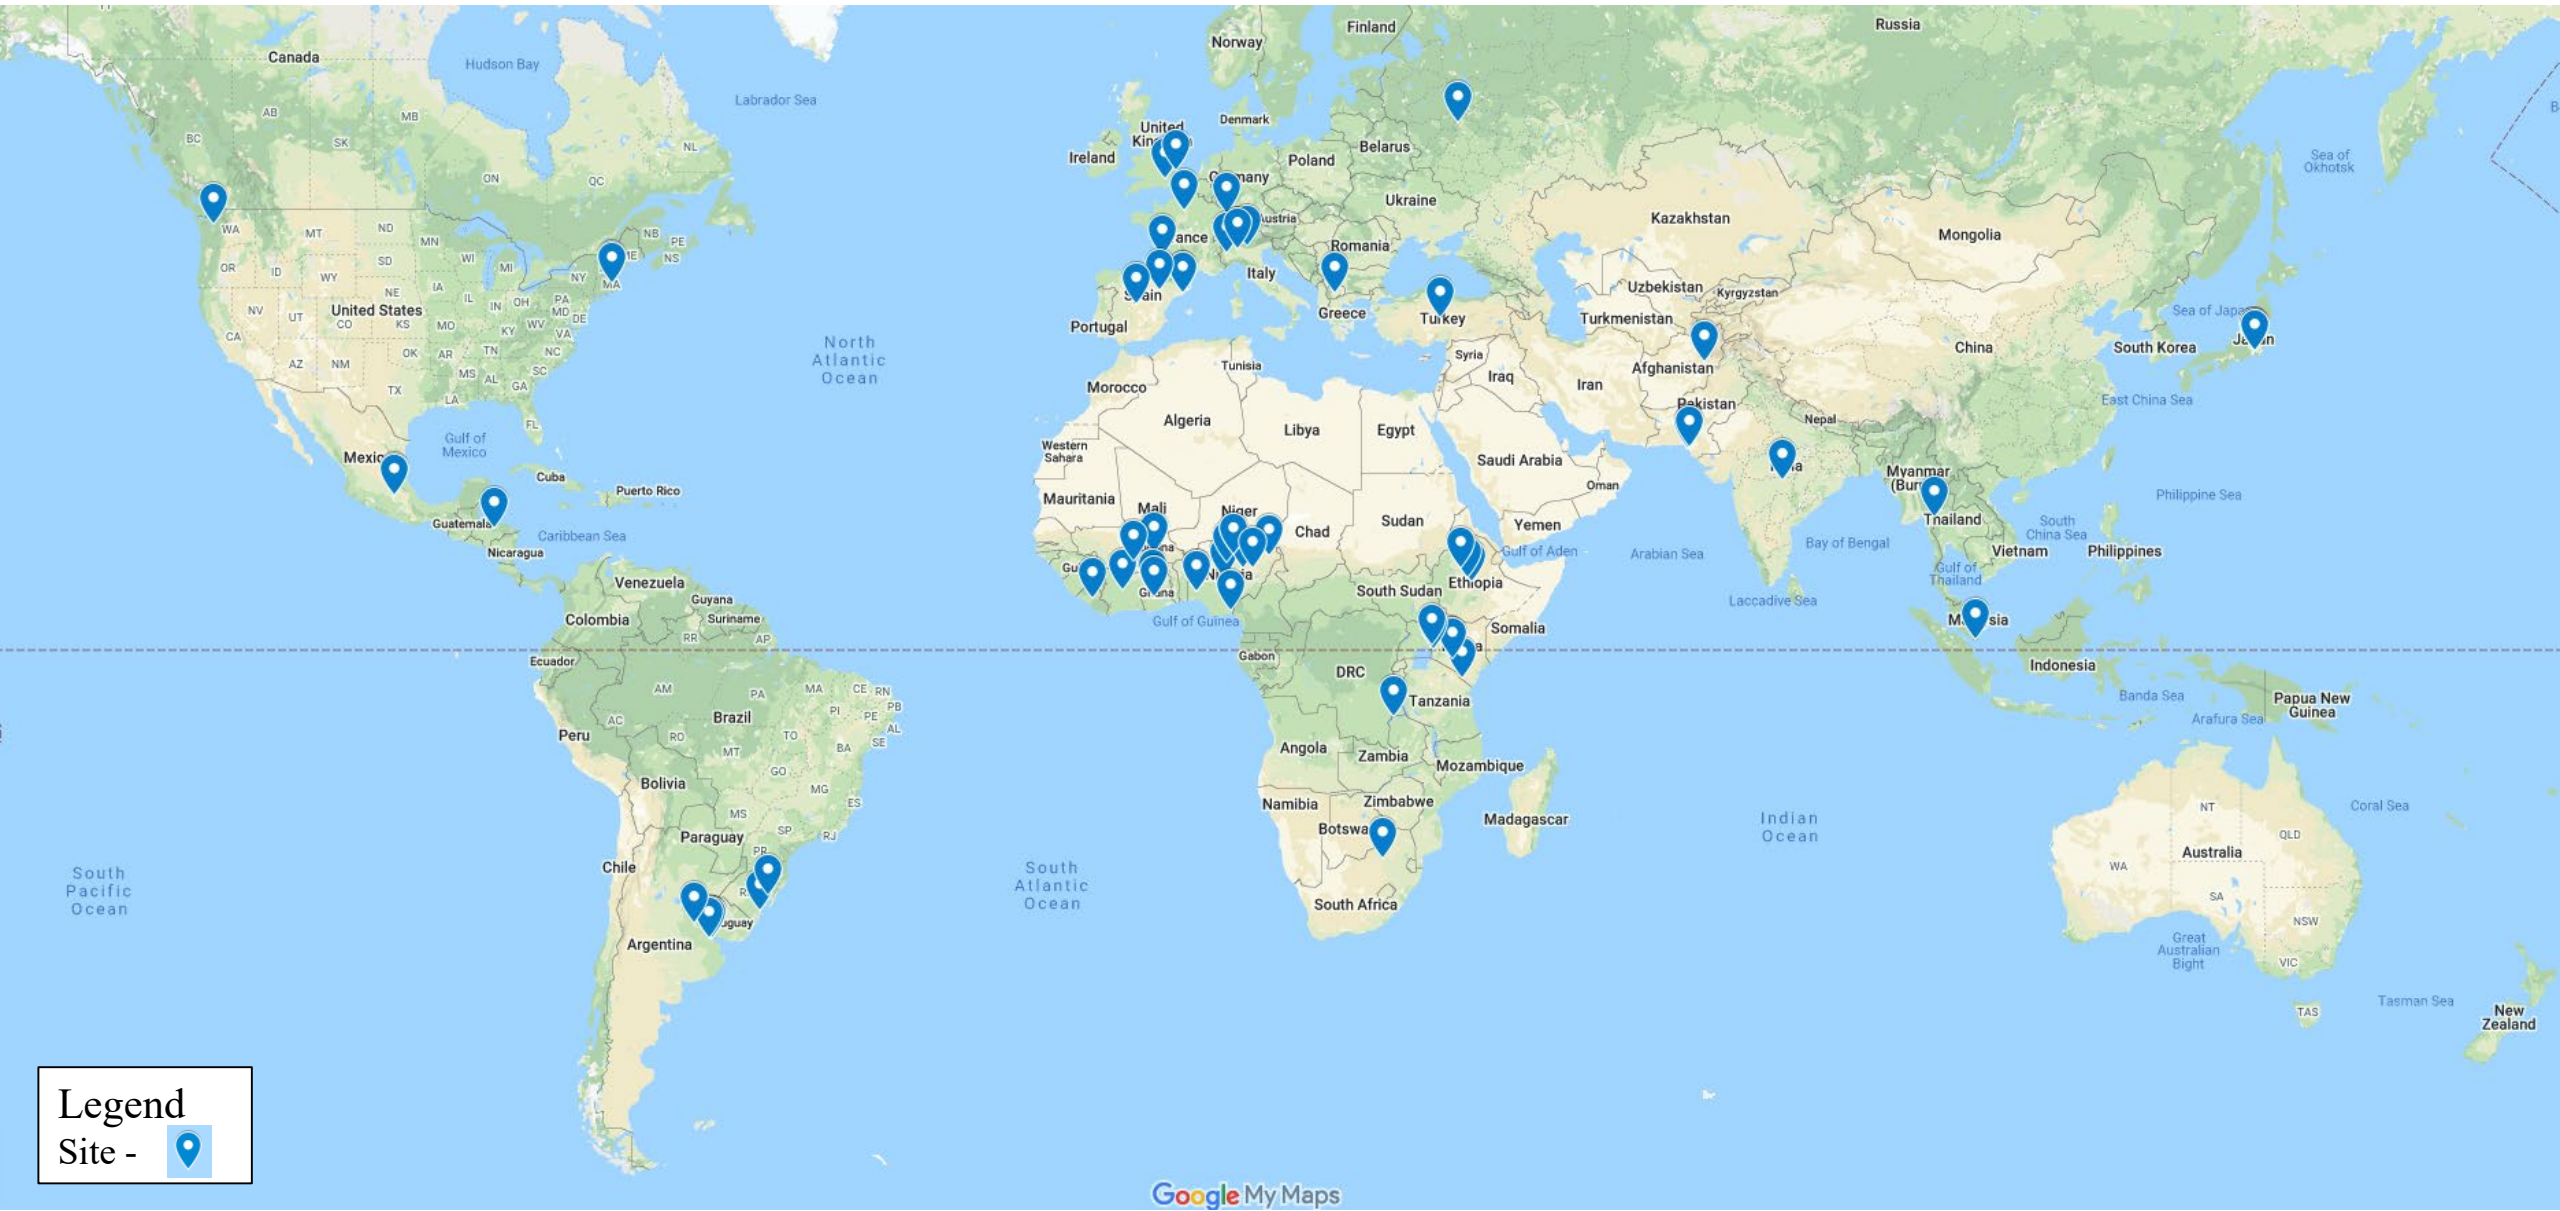 Canada
Hudson Bay
Labrador Sea
Norway
Finland
Russia
AB
MB
BC
SK
NL
ON
QC
United
Ireland
Denmark
Belarus
Poland
Ukraine
Kazakhstan
Mongolia
Sea of
Okhotsk
WA
MT
ND
MN
NB
PE
NS
OR
ID
WY
SD
WI
MI
NY
MA
NE
IA
IL
IN
OH
PA
MD
DE
NV
UT
United States
CO
KS
MO
KY
WV
VA
CA
AZ
NM
OK
AR
TN
NC
SC
MS
AL
GA
TX
LA
FL
North
Atlantic
Ocean
Austria
Romania
Italy
Greece
Portugal
Turkey
Uzbekistan
Kyrgyzstan
Turkmenistan
Afghanistan
China
South Korea
Sea of
East China Sea
Syria
Iraq
Iran
Tunisia
Morocco
Algeria
Libya
Egypt
Western
Sahara
Pakistan
Nepal
Saudi Arabia
Oman
Yemen
Gulf of Aden
Arabian Sea
Myanmar
Thailand
Bay of Bengal
Vietnam
South
China Sea
Philippines
Philippine Sea
Gulf of
Thailand
Laccadive Sea
Gulf of
Mexico
Cuba
Puerto Rico
Guatemala
Caribbean Sea
Nicaragua
Mauritania
Mali
Niger
Chad
Sudan
Gulf of Guinea
South Sudan
Ethiopia
Somalia
Venezuela
Guyana
Suriname
Colombia
RR
AP
Ecuador
Gabon
DRC
Tanzania
Indonesia
Banda Sea
Arafura Sea
Papua New
Guinea
AM
PA
MA
CE
RN
PB
PI
PE
AL
SE
AC
Brazil
Peru
RO
TO
MT
BA
Bolivia
GO
MG
ES
MS
SP
RJ
Paraguay
PR
Chile
Argentina
Angola
Zambia
Mozambique
Namibia
Zimbabwe
Madagascar
South Africa
South
Pacific
Ocean
South
Atlantic
Ocean
Indian
Ocean
NT
Coral Sea
QLD
Australia
WA
SA
NSW
Great
Australian
Bight
VIC
TAS
Tasman Sea
New
Zealand
Legend
Site -
Google My Maps